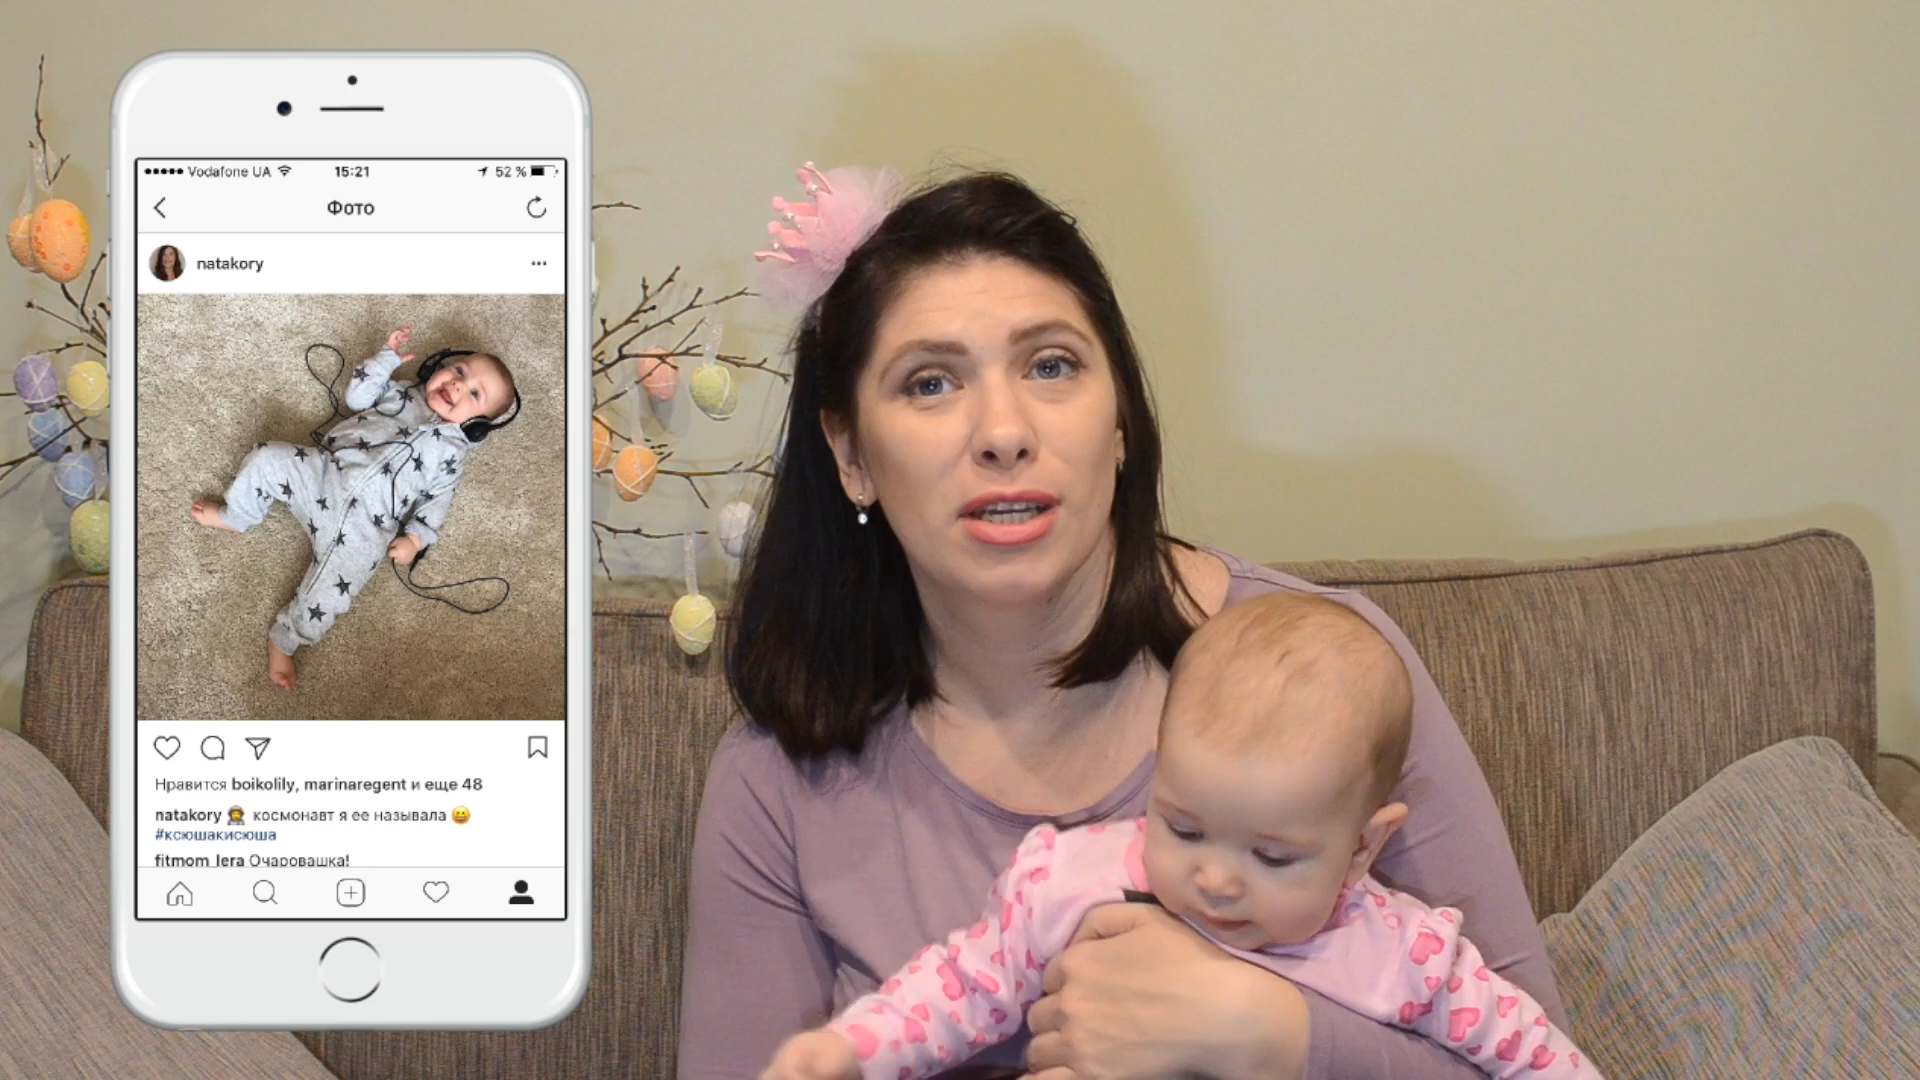 Vodafone UA 15:21 52 %
Фото
natakory
Нравится boikolily, marinaregent и еще 48
natakory 👩‍🚀 космонавт я ее называла 😄
#ксюшакисюша
fitmom_lera Очаровашка!